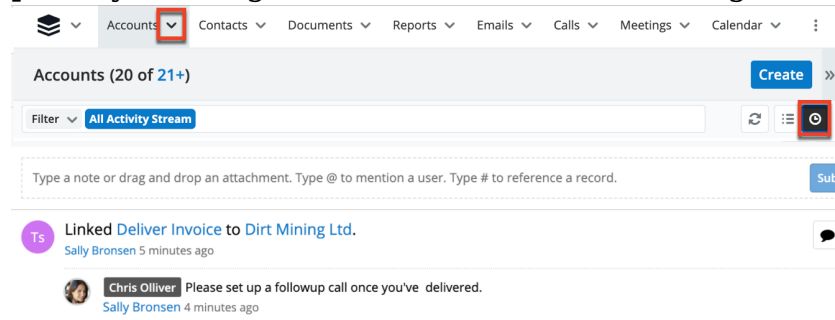 Accounts Contacts Documents Reports Emails Calls Meetings Calendar
Accounts (20 of 21+) Create
Filter All Activity Stream
Type a note or drag and drop an attachment. Type @ to mention a user. Type # to reference a record. Sub
Ts Linked Deliver Invoice to Dirt Mining Ltd.
Sally Bronsen 5 minutes ago
Chris Olliver Please set up a followup call once you've delivered.
Sally Bronsen 4 minutes ago